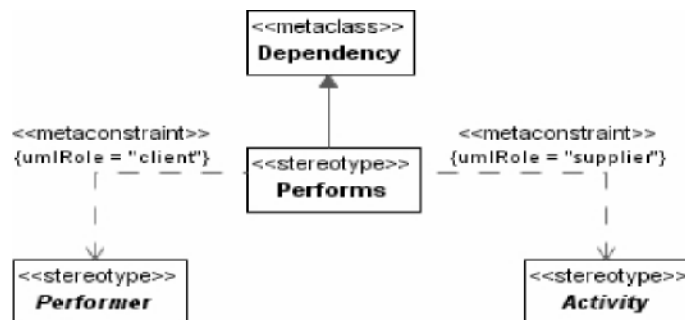 <<metaclass>>
Dependency
<<metaconstraint>>
{umlRole = "client"}
<<metaconstraint>>
{umlRole = "supplier"}
<<stereotype>>
Performs
<<stereotype>>
Performer
<<stereotype>>
Activity